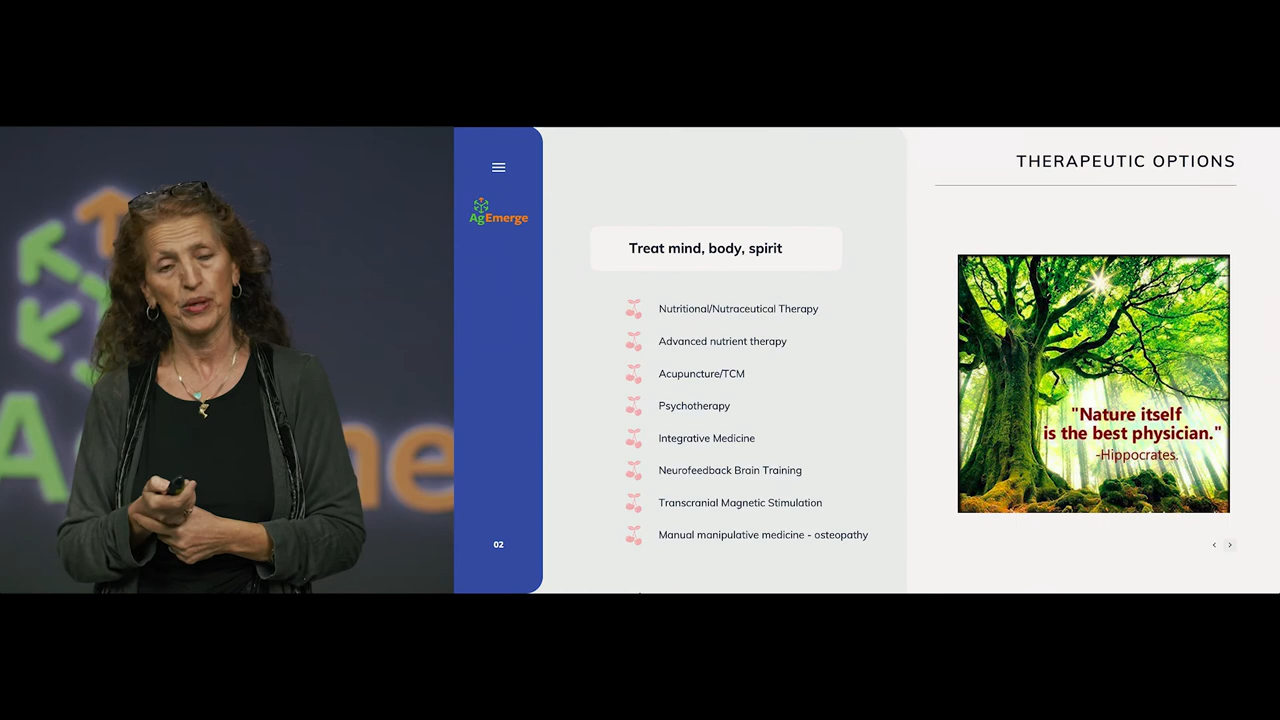 A
me
AgEmerge
02
Treat mind, body, spirit
Nutritional/Nutraceutical Therapy
Advanced nutrient therapy
Acupuncture/TCM
Psychotherapy
Integrative Medicine
Neurofeedback Brain Training
Transcranial Magnetic Stimulation
Manual manipulative medicine - osteopathy
THERAPEUTIC OPTIONS
"Nature itself
is the best physician."
-Hippocrates.